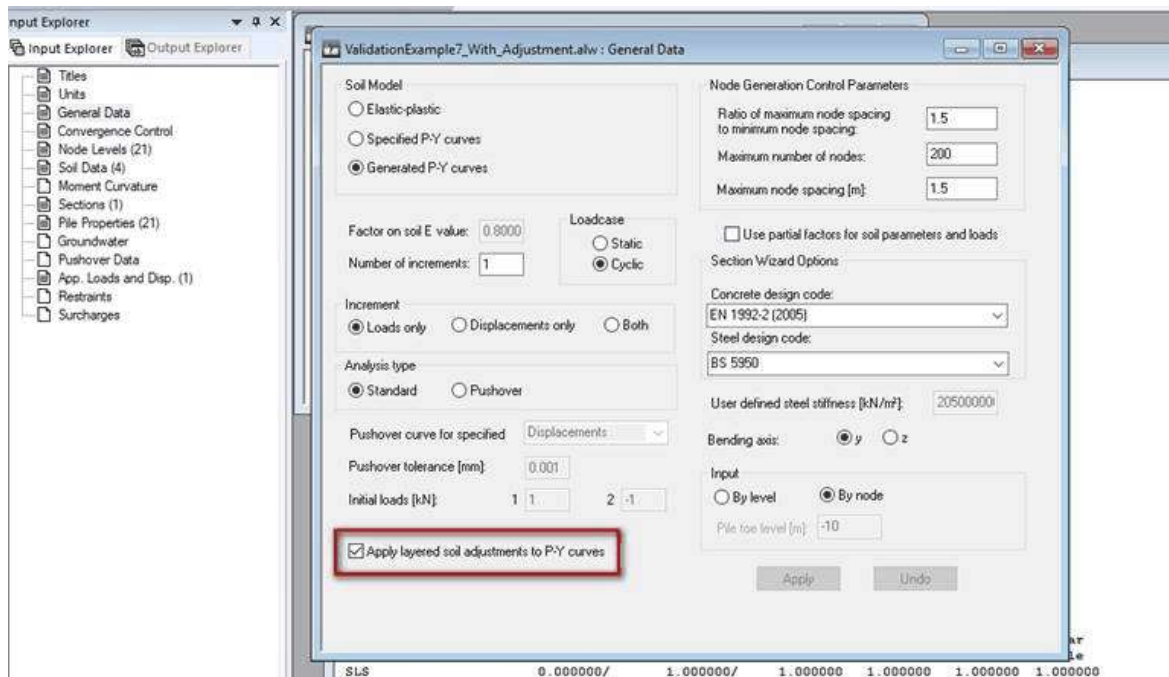 nput Explorer
Input Explorer Output Explorer
Titles
Units
General Data
Convergence Control
Node Levels (21)
Soil Data (4)
Moment Curvature
Sections (1)
Pile Properties (21)
Groundwater
Pushover Data
App. Loads and Disp. (1)
Restraints
Surcharges
ValidationExample7_With_Adjustment.alw : General Data
Soil Model
Elastic-plastic
Specified P-Y curves
Generated P-Y curves
Factor on soil E value: 0.8000
Number of increments: 1
Loadcase
Static
Cyclic
Increment
Loads only Displacements only Both
Analysis type
Standard Pushover
Pushover curve for specified Displacements
Pushover tolerance [mm]: 0.001
Initial loads [kN]: 1 1 2 -1
Apply layered soil adjustments to P-Y curves
Node Generation Control Parameters
Ratio of maximum node spacing
to minimum node spacing: 1.5
Maximum number of nodes: 200
Maximum node spacing [m]: 1.5
Use partial factors for soil parameters and loads
Section Wizard Options
Concrete design code:
EN 1992-2 (2005)
Steel design code:
BS 5950
User defined steel stiffness [kN/m²]: 20500000
Bending axis: y z
Input
By level By node
Pile toe level [m]: -10
Apply Undo
ar
le
SLS 0.000000/ 1.000000/ 1.000000 1.000000 1.000000 1.000000